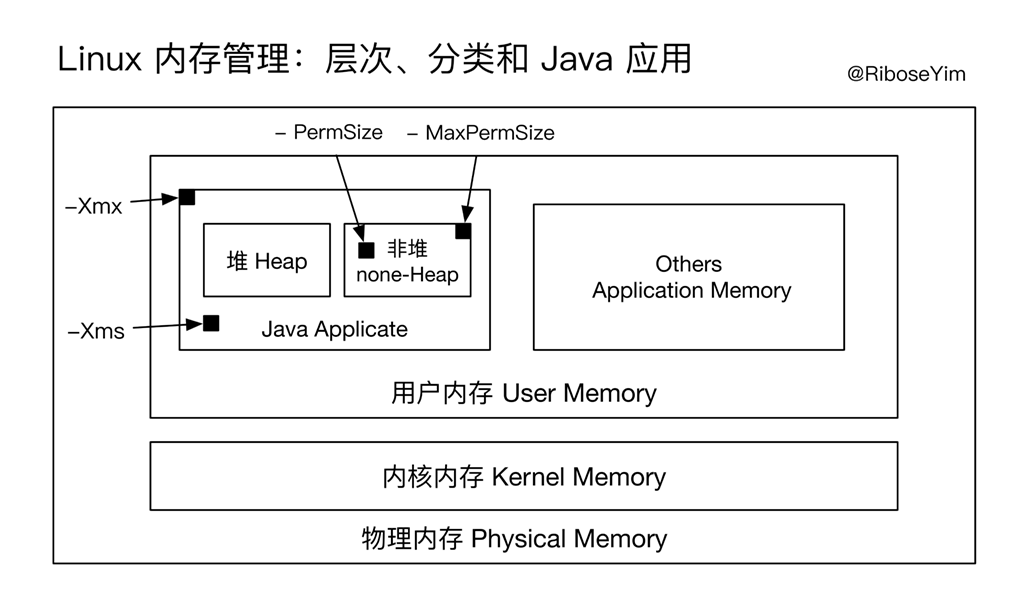 Linux 内存管理：层次、分类和 Java 应用
@RiboseYim
– PermSize
– MaxPermSize
–Xmx
堆 Heap
非堆
none-Heap
Others
Application Memory
–Xms
Java Applicate
用户内存 User Memory
内核内存 Kernel Memory
物理内存 Physical Memory